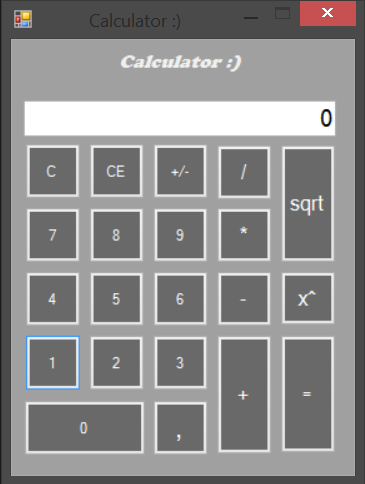 Calculator :)
Calculator :)
0
C CE +/- / sqrt
7 8 9 *
4 5 6 - x^
1 2 3 + =
0 ,